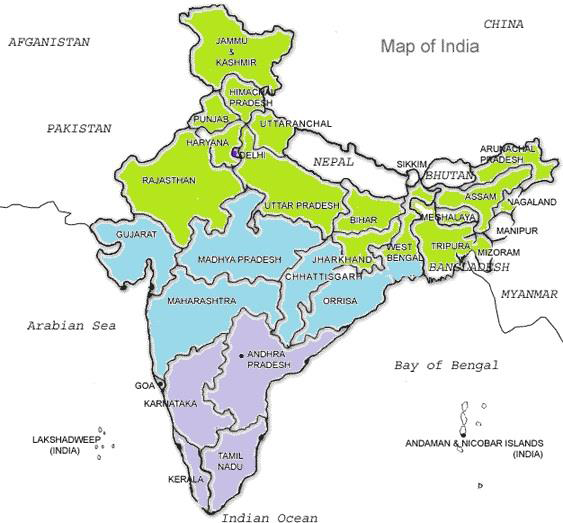 CHINA
AFGANISTAN
Map of India
JAMMU
&
KASHMIR
HIMACHAL
PRADESH
PUNJAB
UTTARANCHAL
PAKISTAN
HARYANA
DELHI
NEPAL
SIKKIM
ARUNACHAL
PRADESH
BHUTAN
RAJASTHAN
ASSAM
NAGALAND
UTTAR PRADESH
BIHAR
MESHALAYA
MANIPUR
GUJARAT
MADHYA PRADESH
JHARKHAND
WEST
BENGAL
TRIPURA
MIZORAM
BANGLADESH
CHHATTISGARH
MAHARASHTRA
ORRISA
MYANMAR
Arabian Sea
ANDHRA
PRADESH
Bay of Bengal
GOA
KARNATAKA
LAKSHADWEEP
(INDIA)
ANDAMAN & NICOBAR ISLANDS
(INDIA)
TAMIL
NADU
KERALA
Indian Ocean